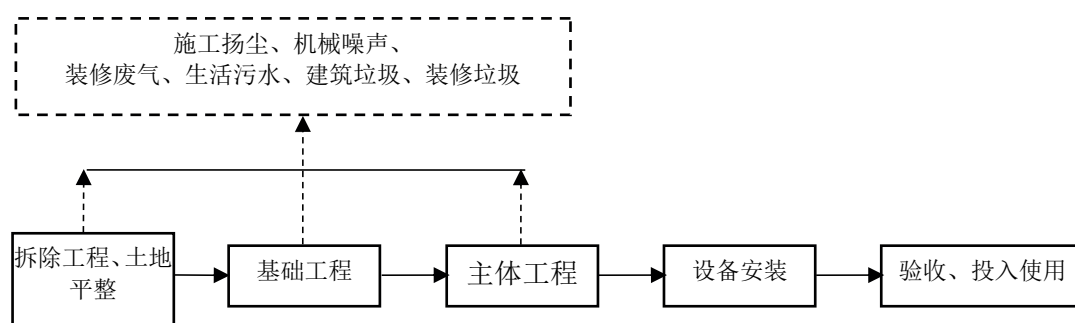 施工扬尘、机械噪声、
装修废气、生活污水、建筑垃圾、装修垃圾
拆除工程、土地
平整
基础工程
主体工程
设备安装
验收、投入使用